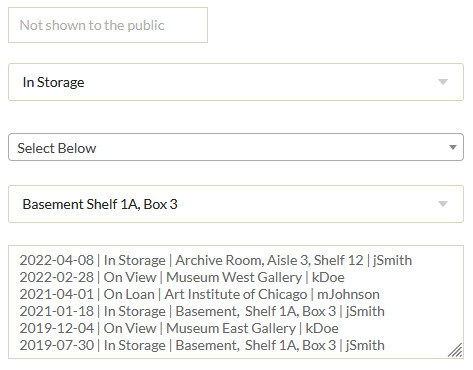 Not shown to the public
In Storage
Select Below
Basement Shelf 1A, Box 3
2022-04-08 | In Storage | Archive Room, Aisle 3, Shelf 12 | jSmith
2022-02-28 | On View | Museum West Gallery | kDoe
2021-04-01 | On Loan | Art Institute of Chicago | mJohnson
2021-01-18 | In Storage | Basement,  Shelf 1A, Box 3 | jSmith
2019-12-04 | On View | Museum East Gallery | kDoe
2019-07-30 | In Storage | Basement,  Shelf 1A, Box 3 | jSmith